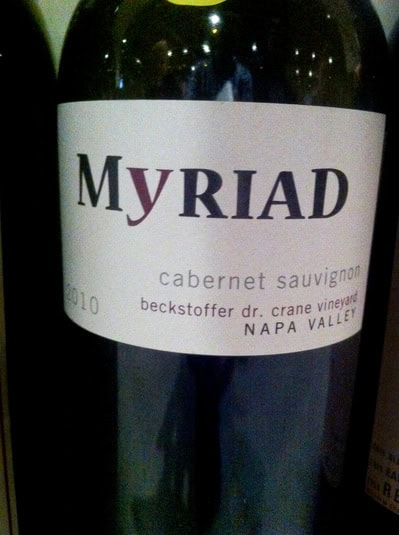 MyRIAD
cabernet sauvignon
2010
beckstoffer dr. crane vineyard
NAPA VALLEY